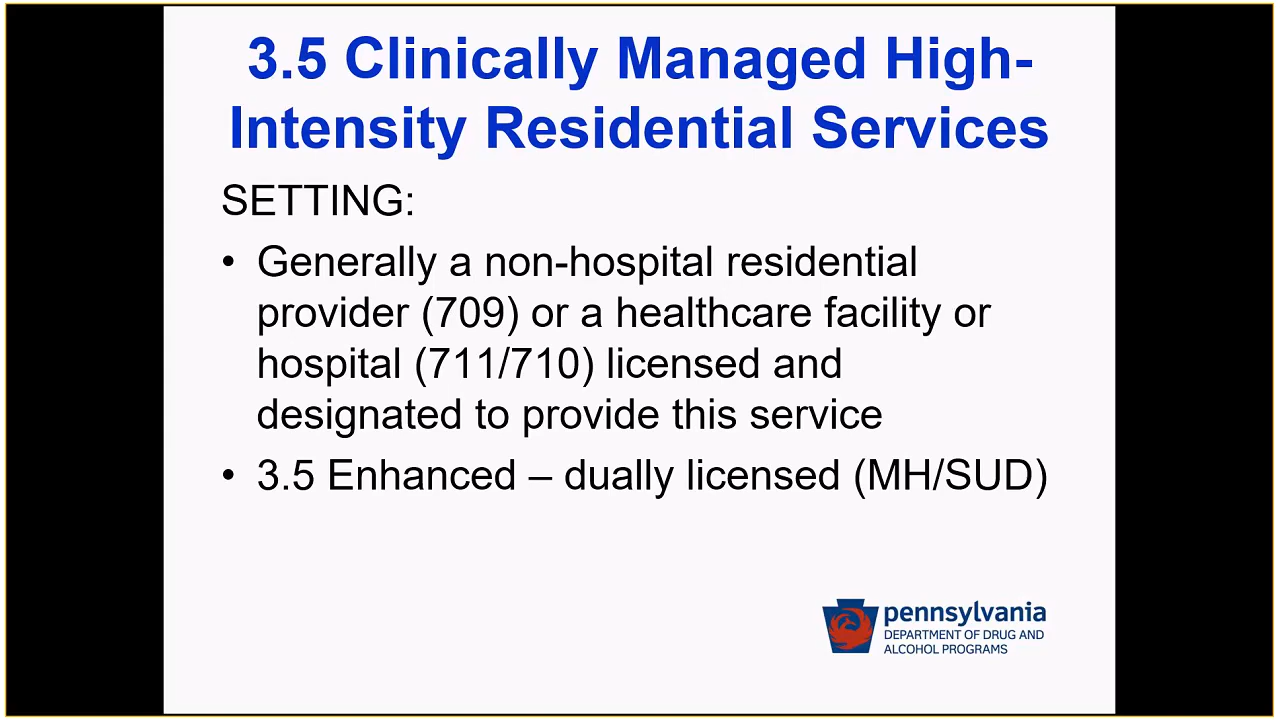 3.5 Clinically Managed High-
Intensity Residential Services
SETTING:
• Generally a non-hospital residential
provider (709) or a healthcare facility or
hospital (711/710) licensed and
designated to provide this service
• 3.5 Enhanced – dually licensed (MH/SUD)
pennsylvania
DEPARTMENT OF DRUG AND
ALCOHOL PROGRAMS